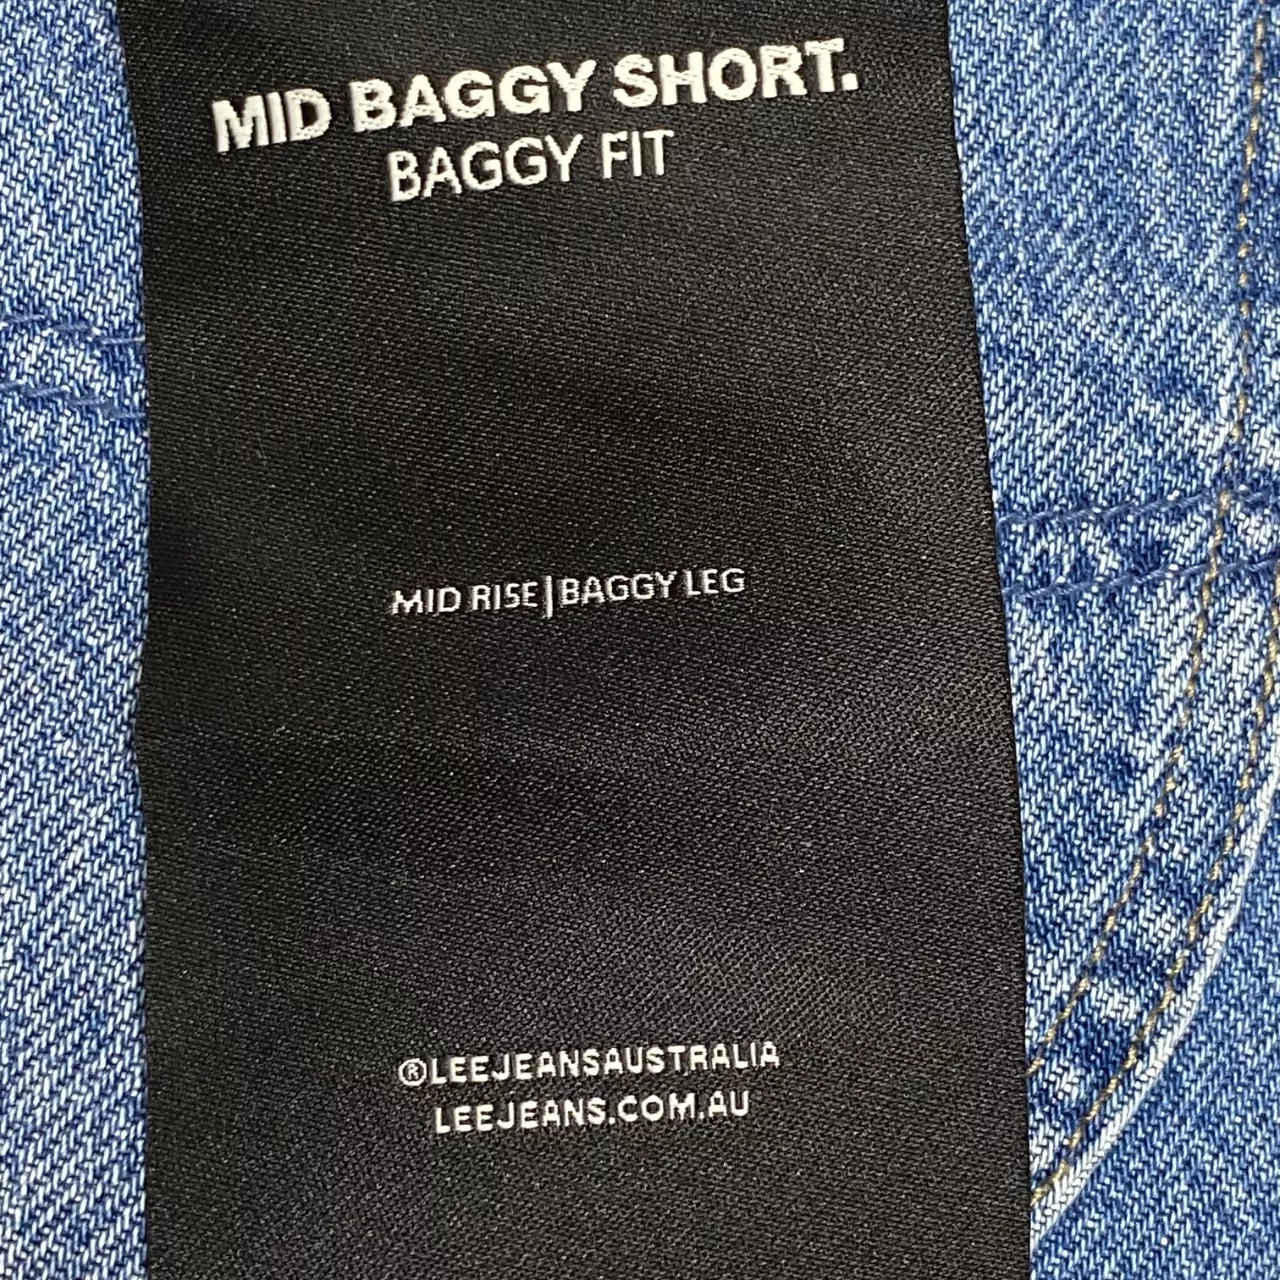 MID BAGGY SHORT.
BAGGY FIT
MID RISE|BAGGY LEG
®LEEJEANSAUSTRALIA
LEEJEANS.COM.AU